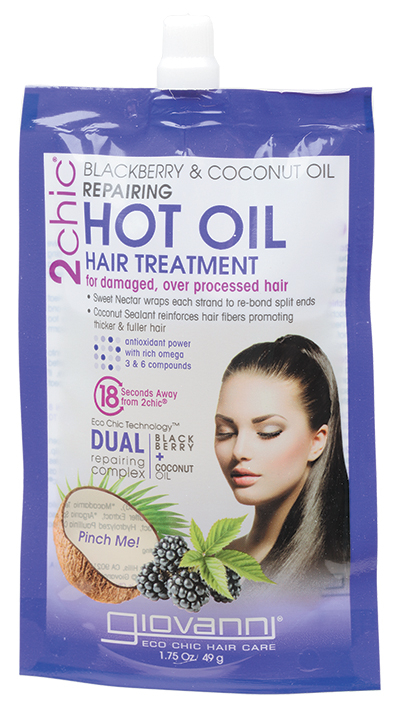 2chic®
BLACKBERRY & COCONUT OIL
REPAIRING
HOT OIL
HAIR TREATMENT
for damaged, over processed hair
• Sweet Nectar wraps each strand to re-bond split ends
• Coconut Sealant reinforces hair fibers promoting
thicker & fuller hair
antioxidant power
with rich omega
3 & 6 compounds
18 Seconds Away
from 2chic®
Eco Chic Technology™
DUAL
repairing
complex
BLACK
BERRY
+
COCONUT
OIL
Pinch Me!
giovanni®
ECO CHIC HAIR CARE
1.75 Oz. / 49 g